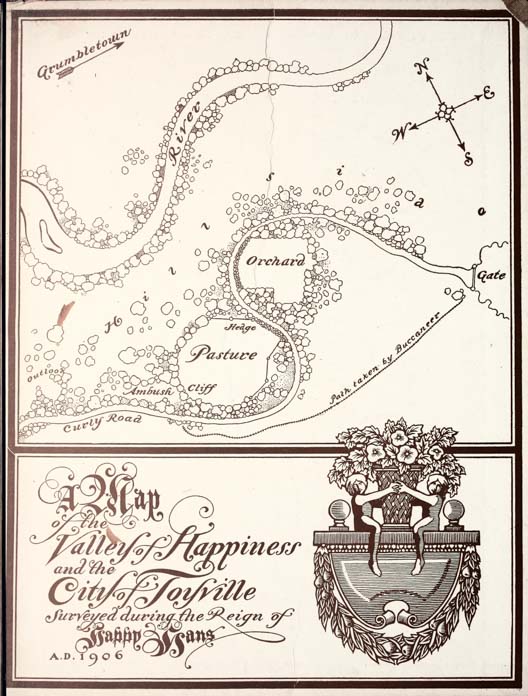 Grumbletown
N
E
W
S
River
Hillside
Orchard
Gate
Hedge
Pasture
Outlook
Ambush Cliff
Path taken by Buccaneer
Curly Road
A Map
of the
Valley of Happiness
and the
City of Toyville
Surveyed during the Reign of
Happy Hans
A.D. 1906